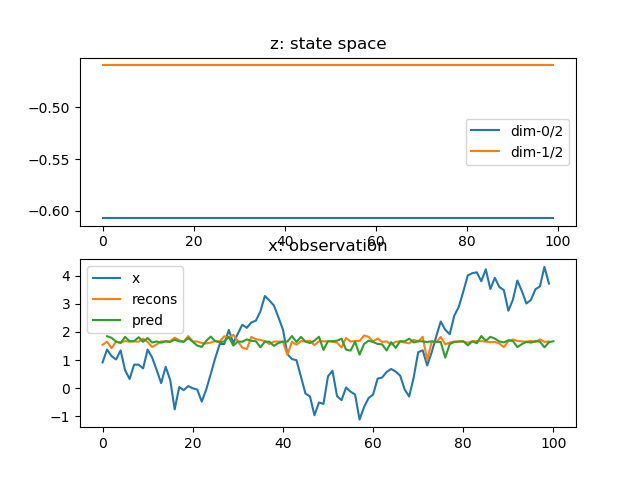 z: state space
−0.50
−0.55
−0.60
dim-0/2
dim-1/2
0 20 40 60 80 100
x: observation
4
3
2
1
0
−1
x
recons
pred
0 20 40 60 80 100